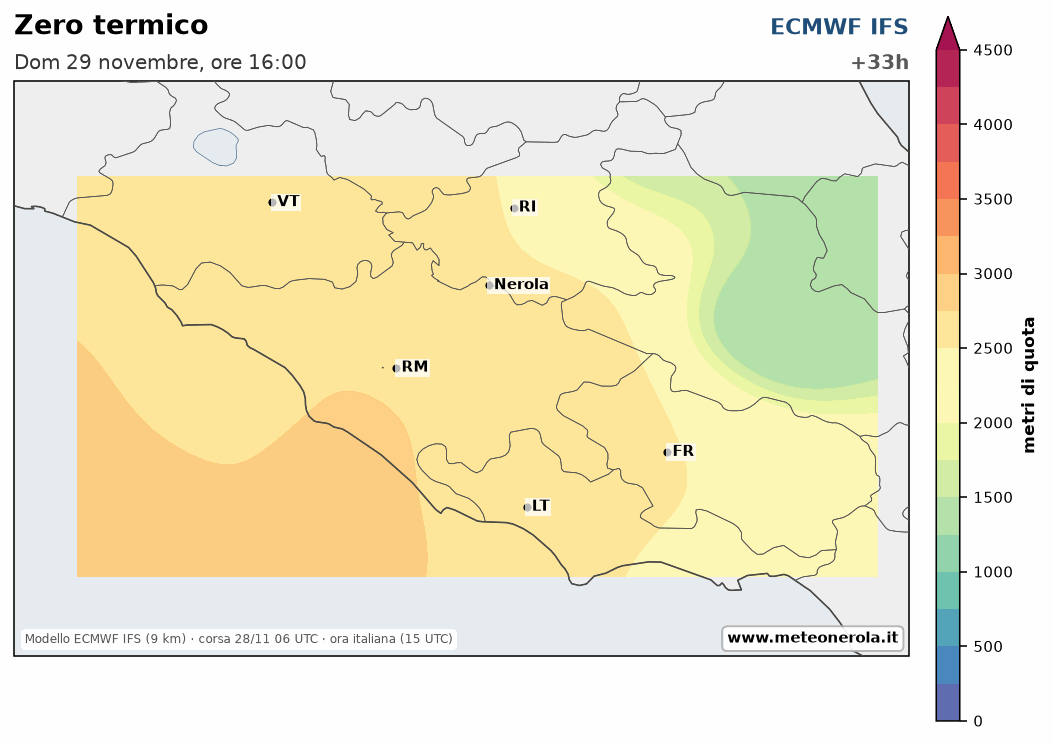 Zero termico
ECMWF IFS
Dom 29 novembre, ore 16:00
+33h
4500
4000
3500
3000
2500
2000
1500
1000
500
0
metri di quota
VT
RI
Nerola
RM
FR
LT
Modello ECMWF IFS (9 km) · corsa 28/11 06 UTC · ora italiana (15 UTC)
www.meteonerola.it